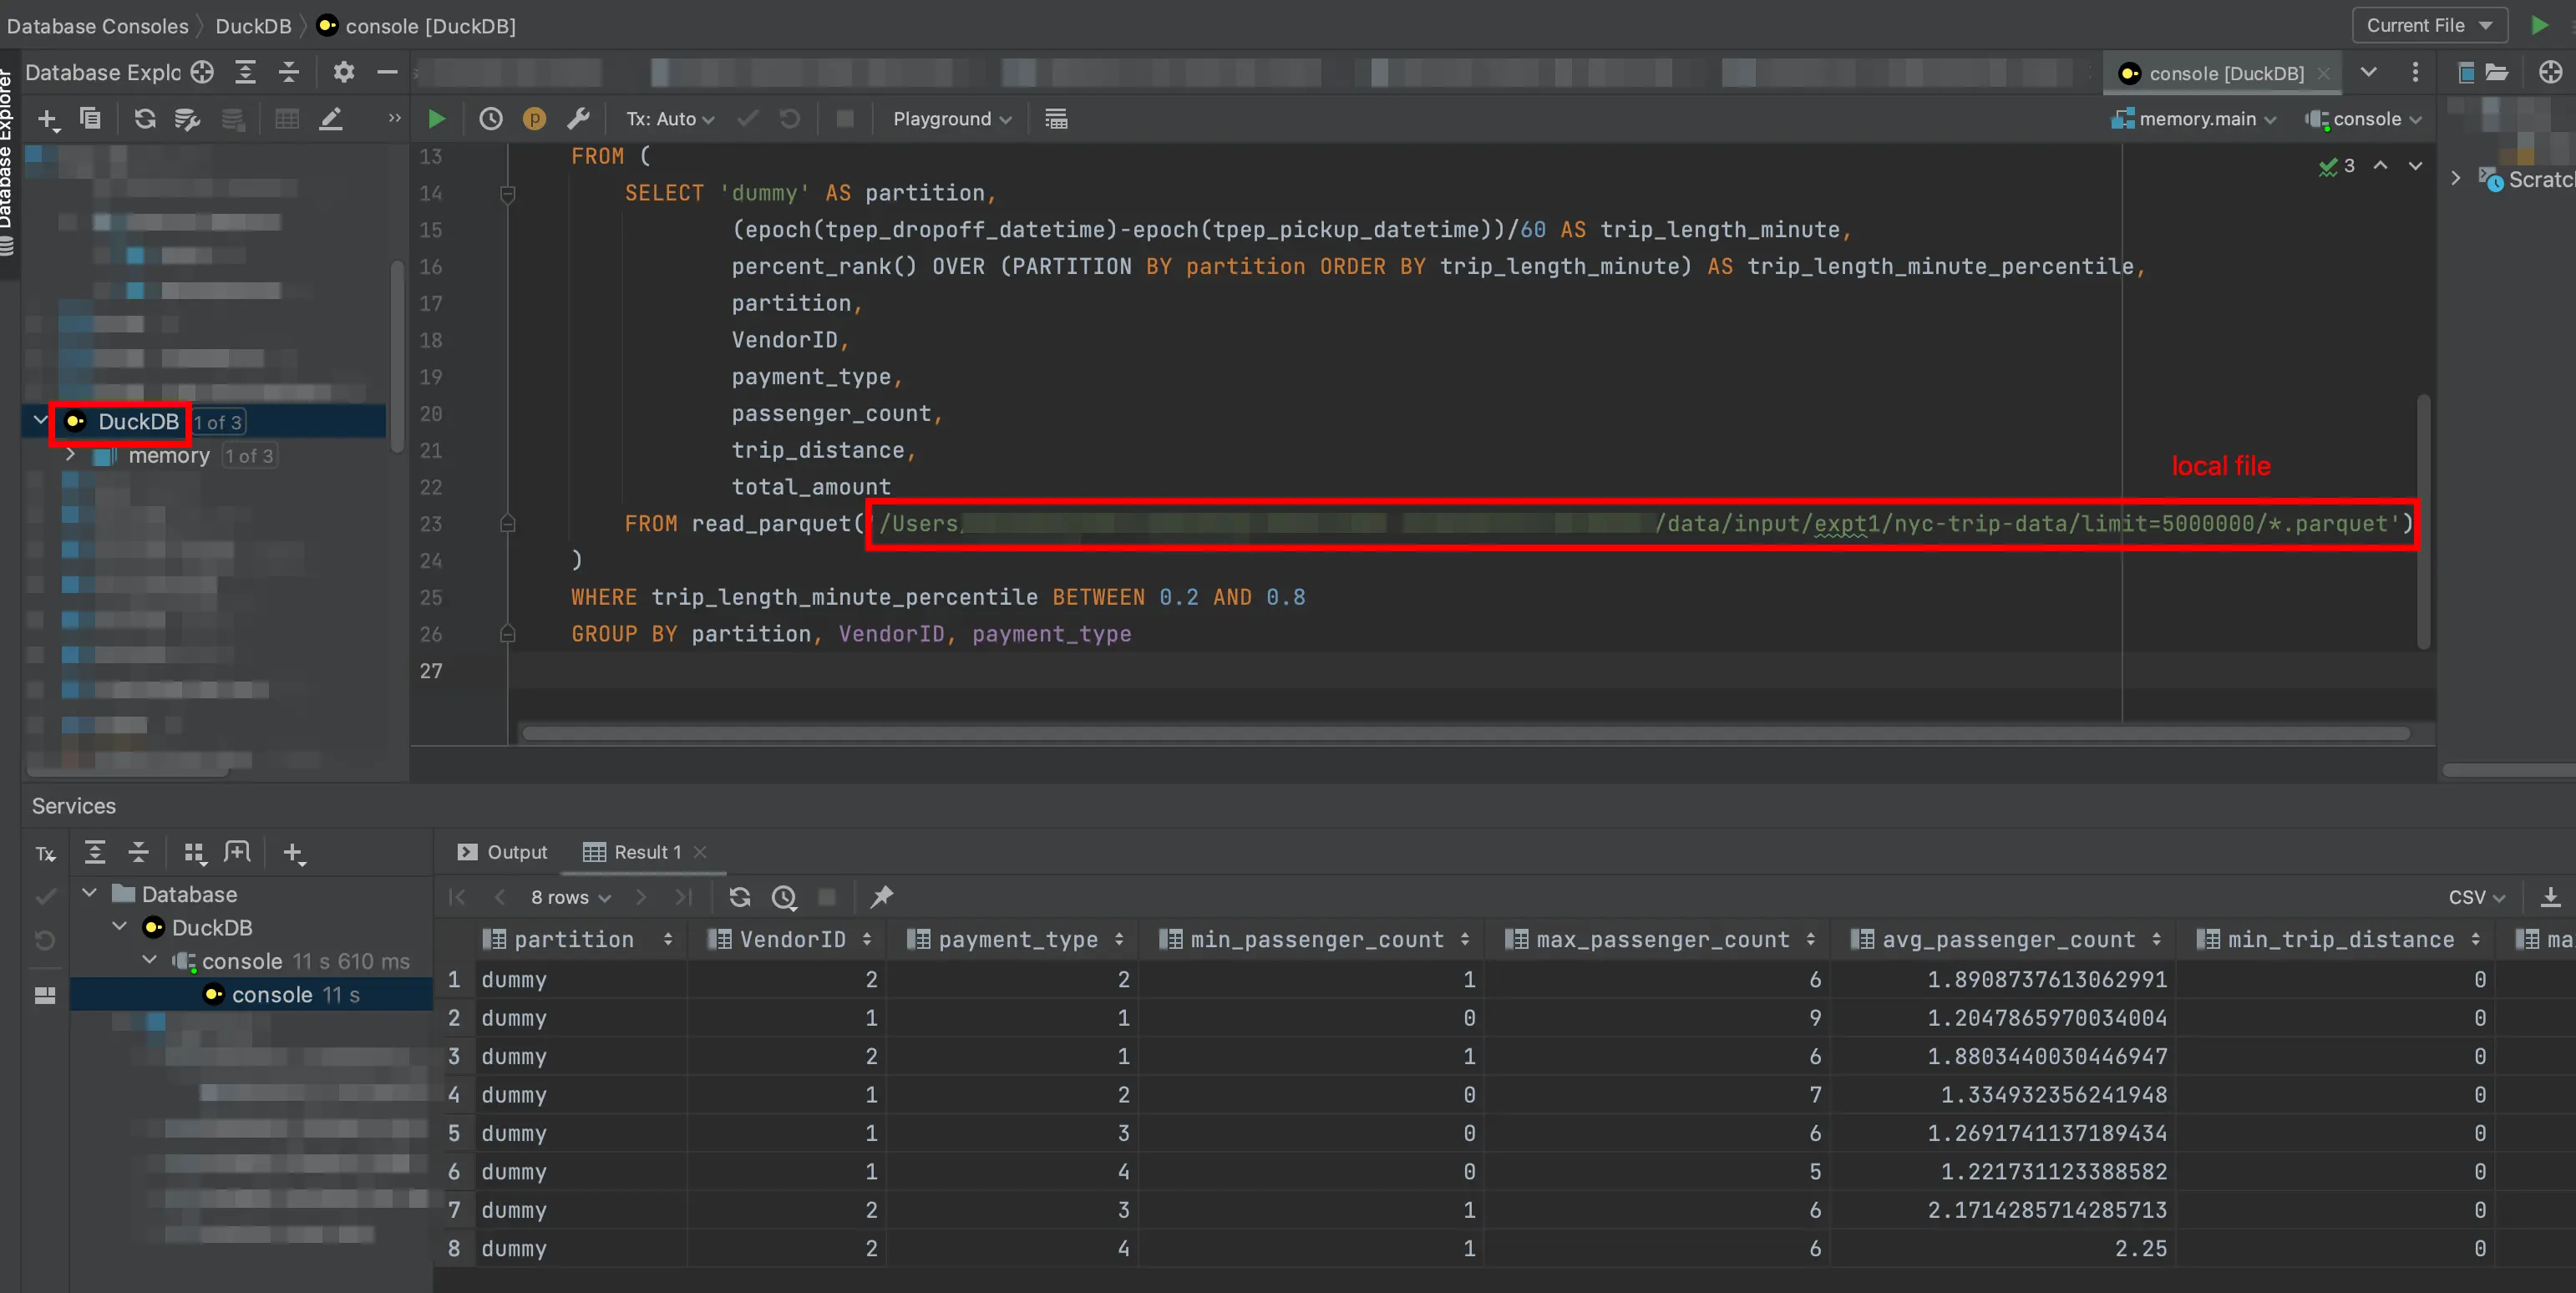 Database Consoles DuckDB console [DuckDB]
Current File
Database Explorer
Database Explo
console [DuckDB]
Tx: Auto Playground
memory.main console
3
Scratc
DuckDB 1 of 3
memory 1 of 3
13 FROM (
14 SELECT 'dummy' AS partition,
15 (epoch(tpep_dropoff_datetime)-epoch(tpep_pickup_datetime))/60 AS trip_length_minute,
16 percent_rank() OVER (PARTITION BY partition ORDER BY trip_length_minute) AS trip_length_minute_percentile,
17 partition,
18 VendorID,
19 payment_type,
20 passenger_count,
21 trip_distance,
22 total_amount
local file
23 FROM read_parquet('/Users/ /data/input/expt1/nyc-trip-data/limit=5000000/*.parquet')
24 )
25 WHERE trip_length_minute_percentile BETWEEN 0.2 AND 0.8
26 GROUP BY partition, VendorID, payment_type
27
Services
Tx
Database
DuckDB
console 11 s 610 ms
console 11 s
Output Result 1
8 rows
CSV
partition VendorID payment_type min_passenger_count max_passenger_count avg_passenger_count min_trip_distance ma
1 dummy 2 2 1 6 1.8908737613062991 0
2 dummy 1 1 0 9 1.2047865970034004 0
3 dummy 2 1 1 6 1.8803440030446947 0
4 dummy 1 2 0 7 1.334932356241948 0
5 dummy 1 3 0 6 1.2691741137189434 0
6 dummy 1 4 0 5 1.221731123388582 0
7 dummy 2 3 1 6 2.1714285714285713 0
8 dummy 2 4 1 6 2.25 0